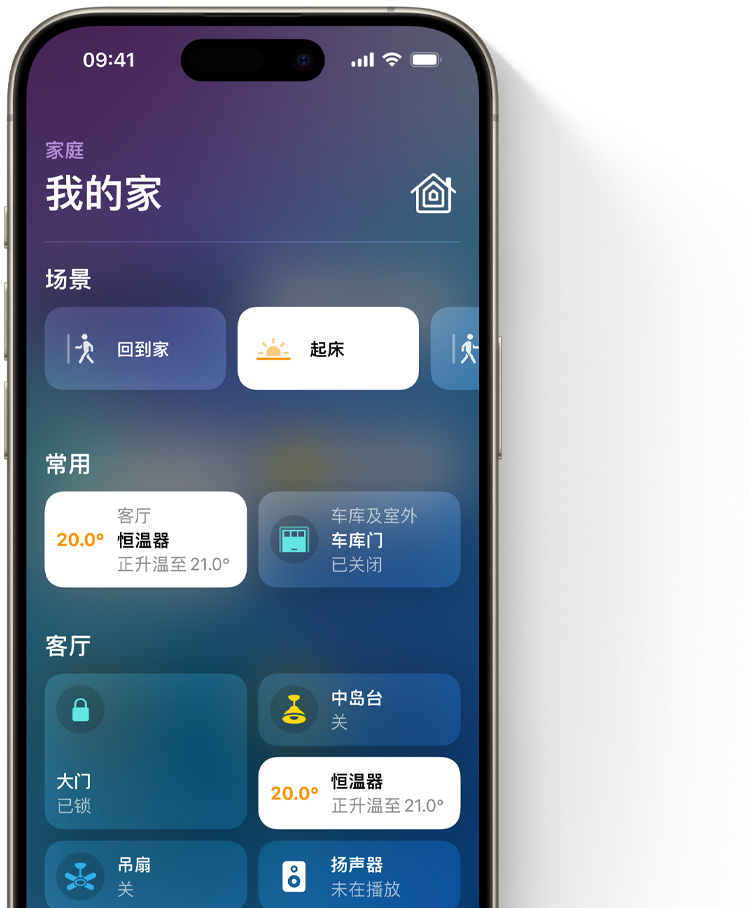 09:41
家庭
我的家
场景
回到家
起床
常用
20.0°
客厅
恒温器
正升温至 21.0°
车库及室外
车库门
已关闭
客厅
大门
已锁
中岛台
关
20.0°
恒温器
正升温至 21.0°
吊扇
关
扬声器
未在播放